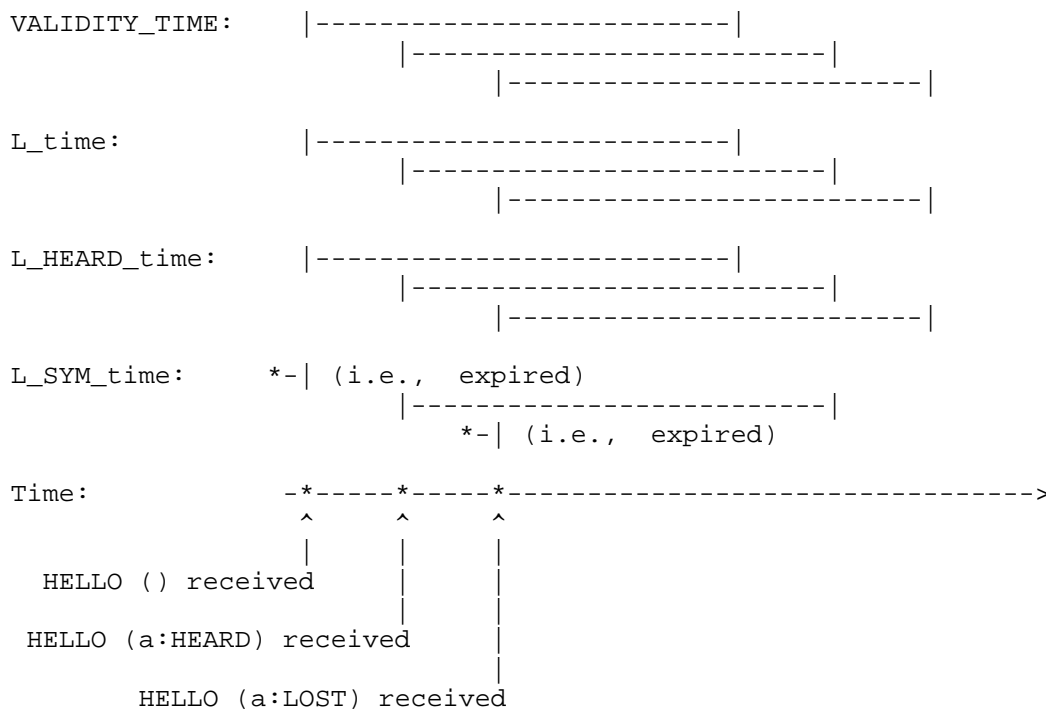 VALIDITY_TIME:     |--------------------------|
                         |--------------------------|
                               |--------------------------|
L_time:            |--------------------------|
                         |--------------------------|
                               |--------------------------|
L_HEARD_time:      |--------------------------|
                         |--------------------------|
                               |--------------------------|
L_SYM_time:     *-| (i.e.,  expired)
                         |--------------------------|
                            *-| (i.e.,  expired)
Time:            -*-----*-----*--------------------------------->
                  ^     ^     ^
                  |     |     |
  HELLO () received     |     |
                        |     |
 HELLO (a:HEARD) received     |
                              |
        HELLO (a:LOST) received